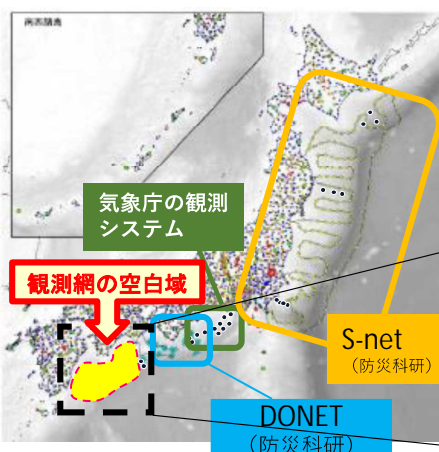 南西諸島
気象庁の観測
システム
観測網の空白域
S-net
（防災科研）
DONET
（防災科研）